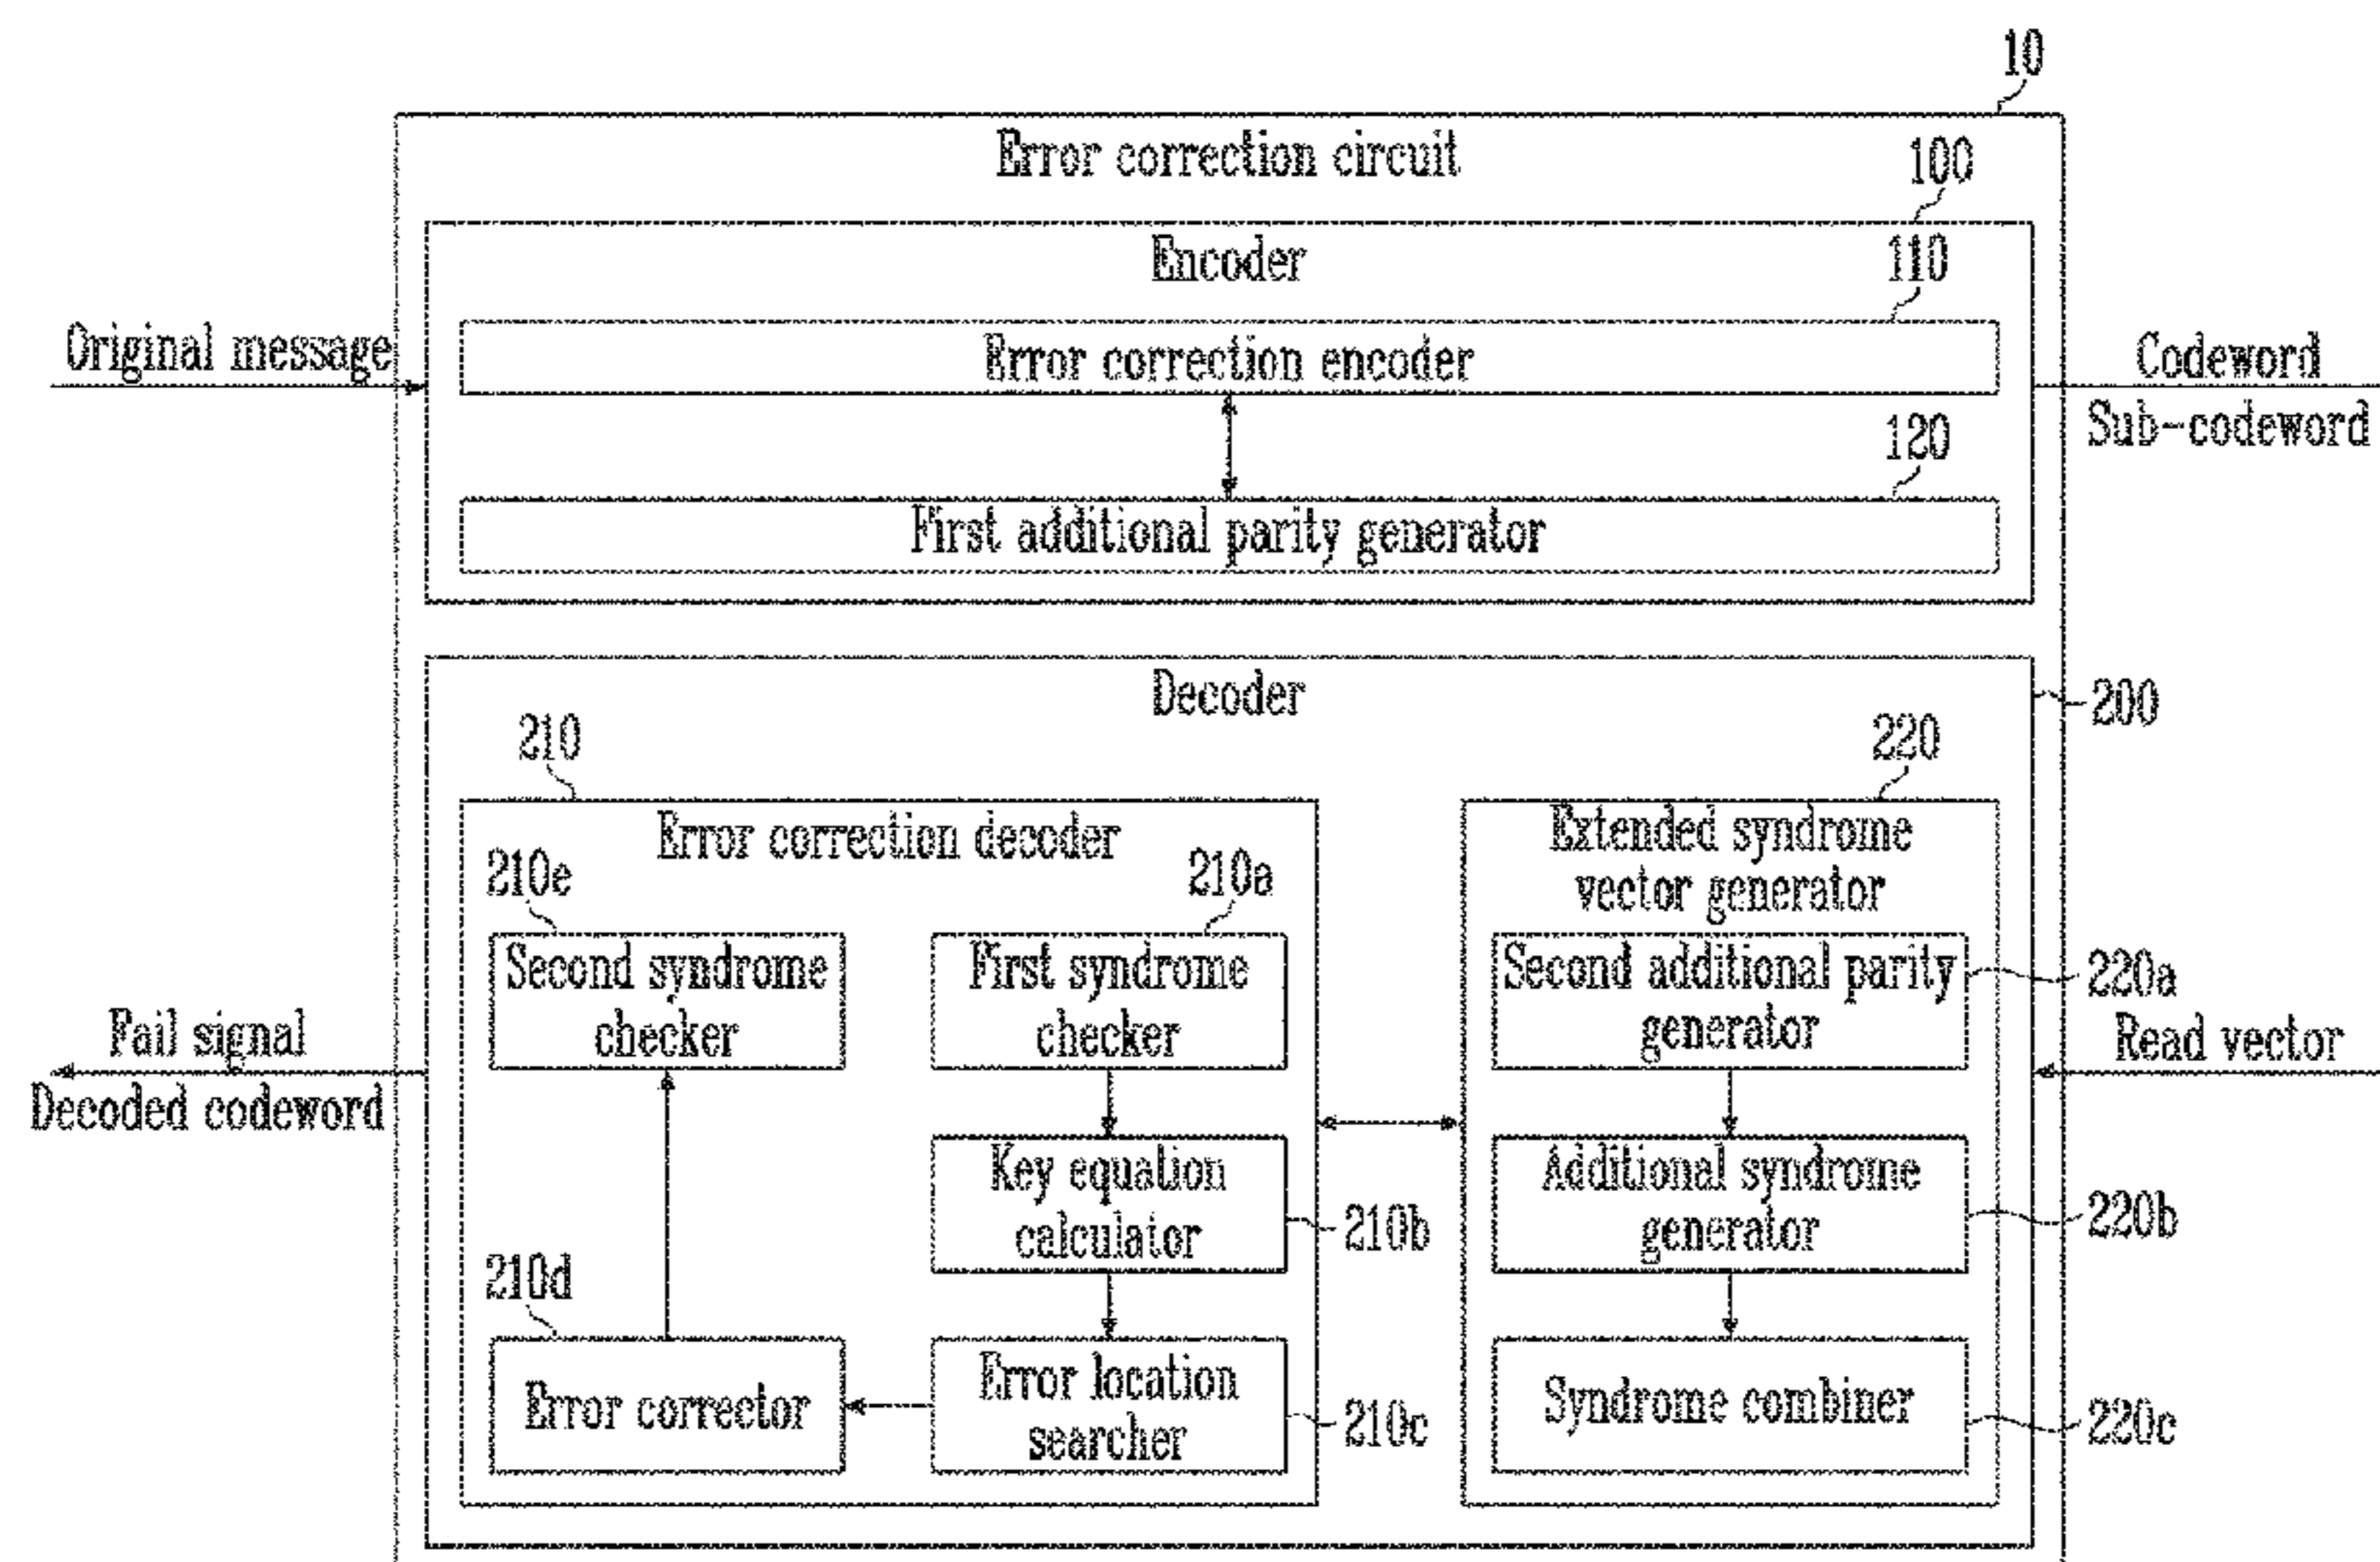 10
Error correction circuit
100
Encoder
110
Original message
Error correction encoder
Codeword
Sub-codeword
120
First additional parity generator
Decoder
200
210
220
Error correction decoder
Extended syndrome
vector generator
210e
210a
Second syndrome
checker
First syndrome
checker
Second additional parity
generator
220a
Fail signal
Decoded codeword
Read vector
Key equation
calculator
210b
Additional syndrome
generator
220b
210d
Error corrector
Error location
searcher
210c
Syndrome combiner
220c